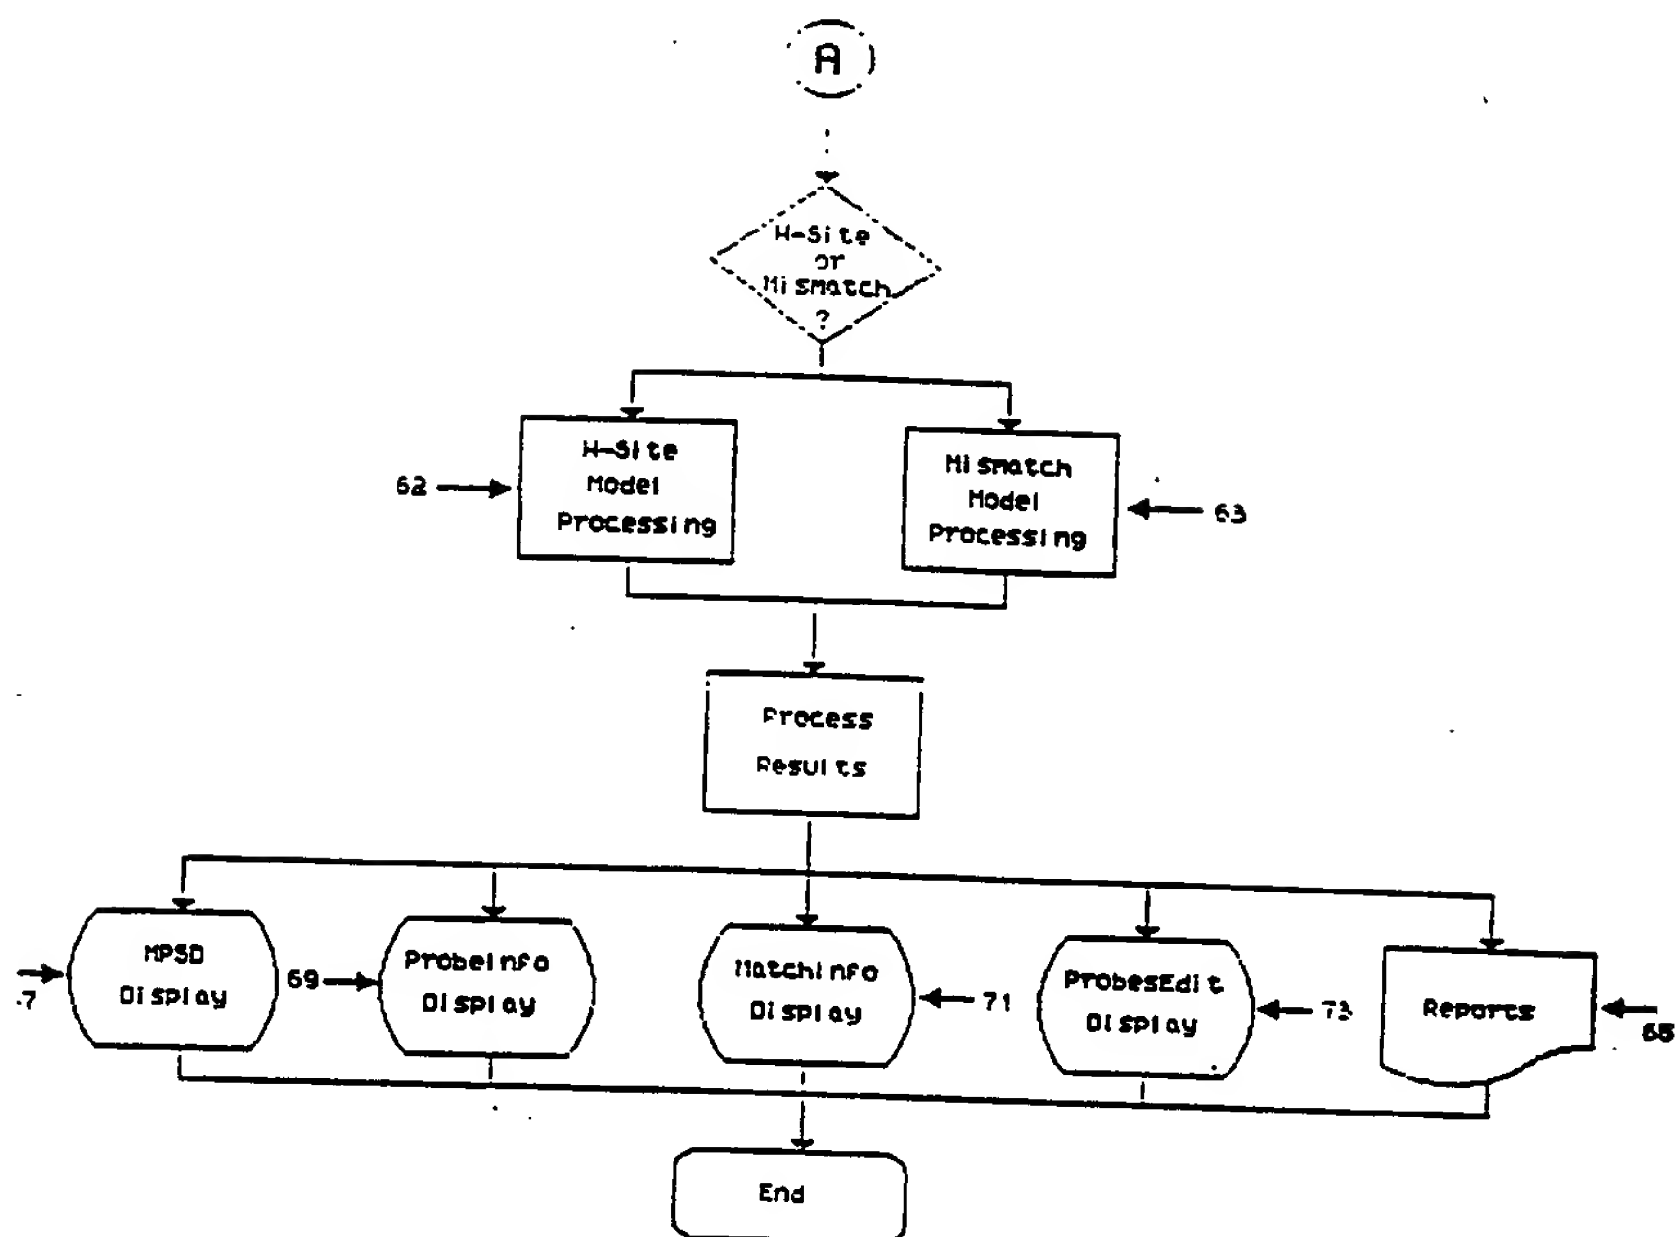 A
H-Site
or
Mismatch
?
H-Site
Model
Processing
62
Mismatch
Model
Processing
63
Process
Results
MPSD
Display
ProbeInfo
Display
69
MatchInfo
Display
71
ProbesEdit
Display
73
Reports
End